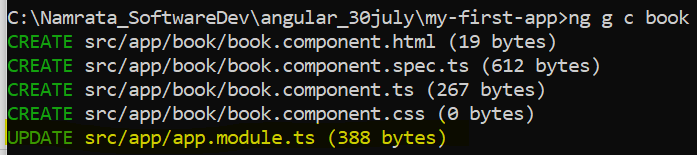 C:\Namrata_SoftwareDev\angular_30july\my-first-app>ng g c book
CREATE src/app/book/book.component.html (19 bytes)
CREATE src/app/book/book.component.spec.ts (612 bytes)
CREATE src/app/book/book.component.ts (267 bytes)
CREATE src/app/book/book.component.css (0 bytes)
UPDATE src/app/app.module.ts (388 bytes)